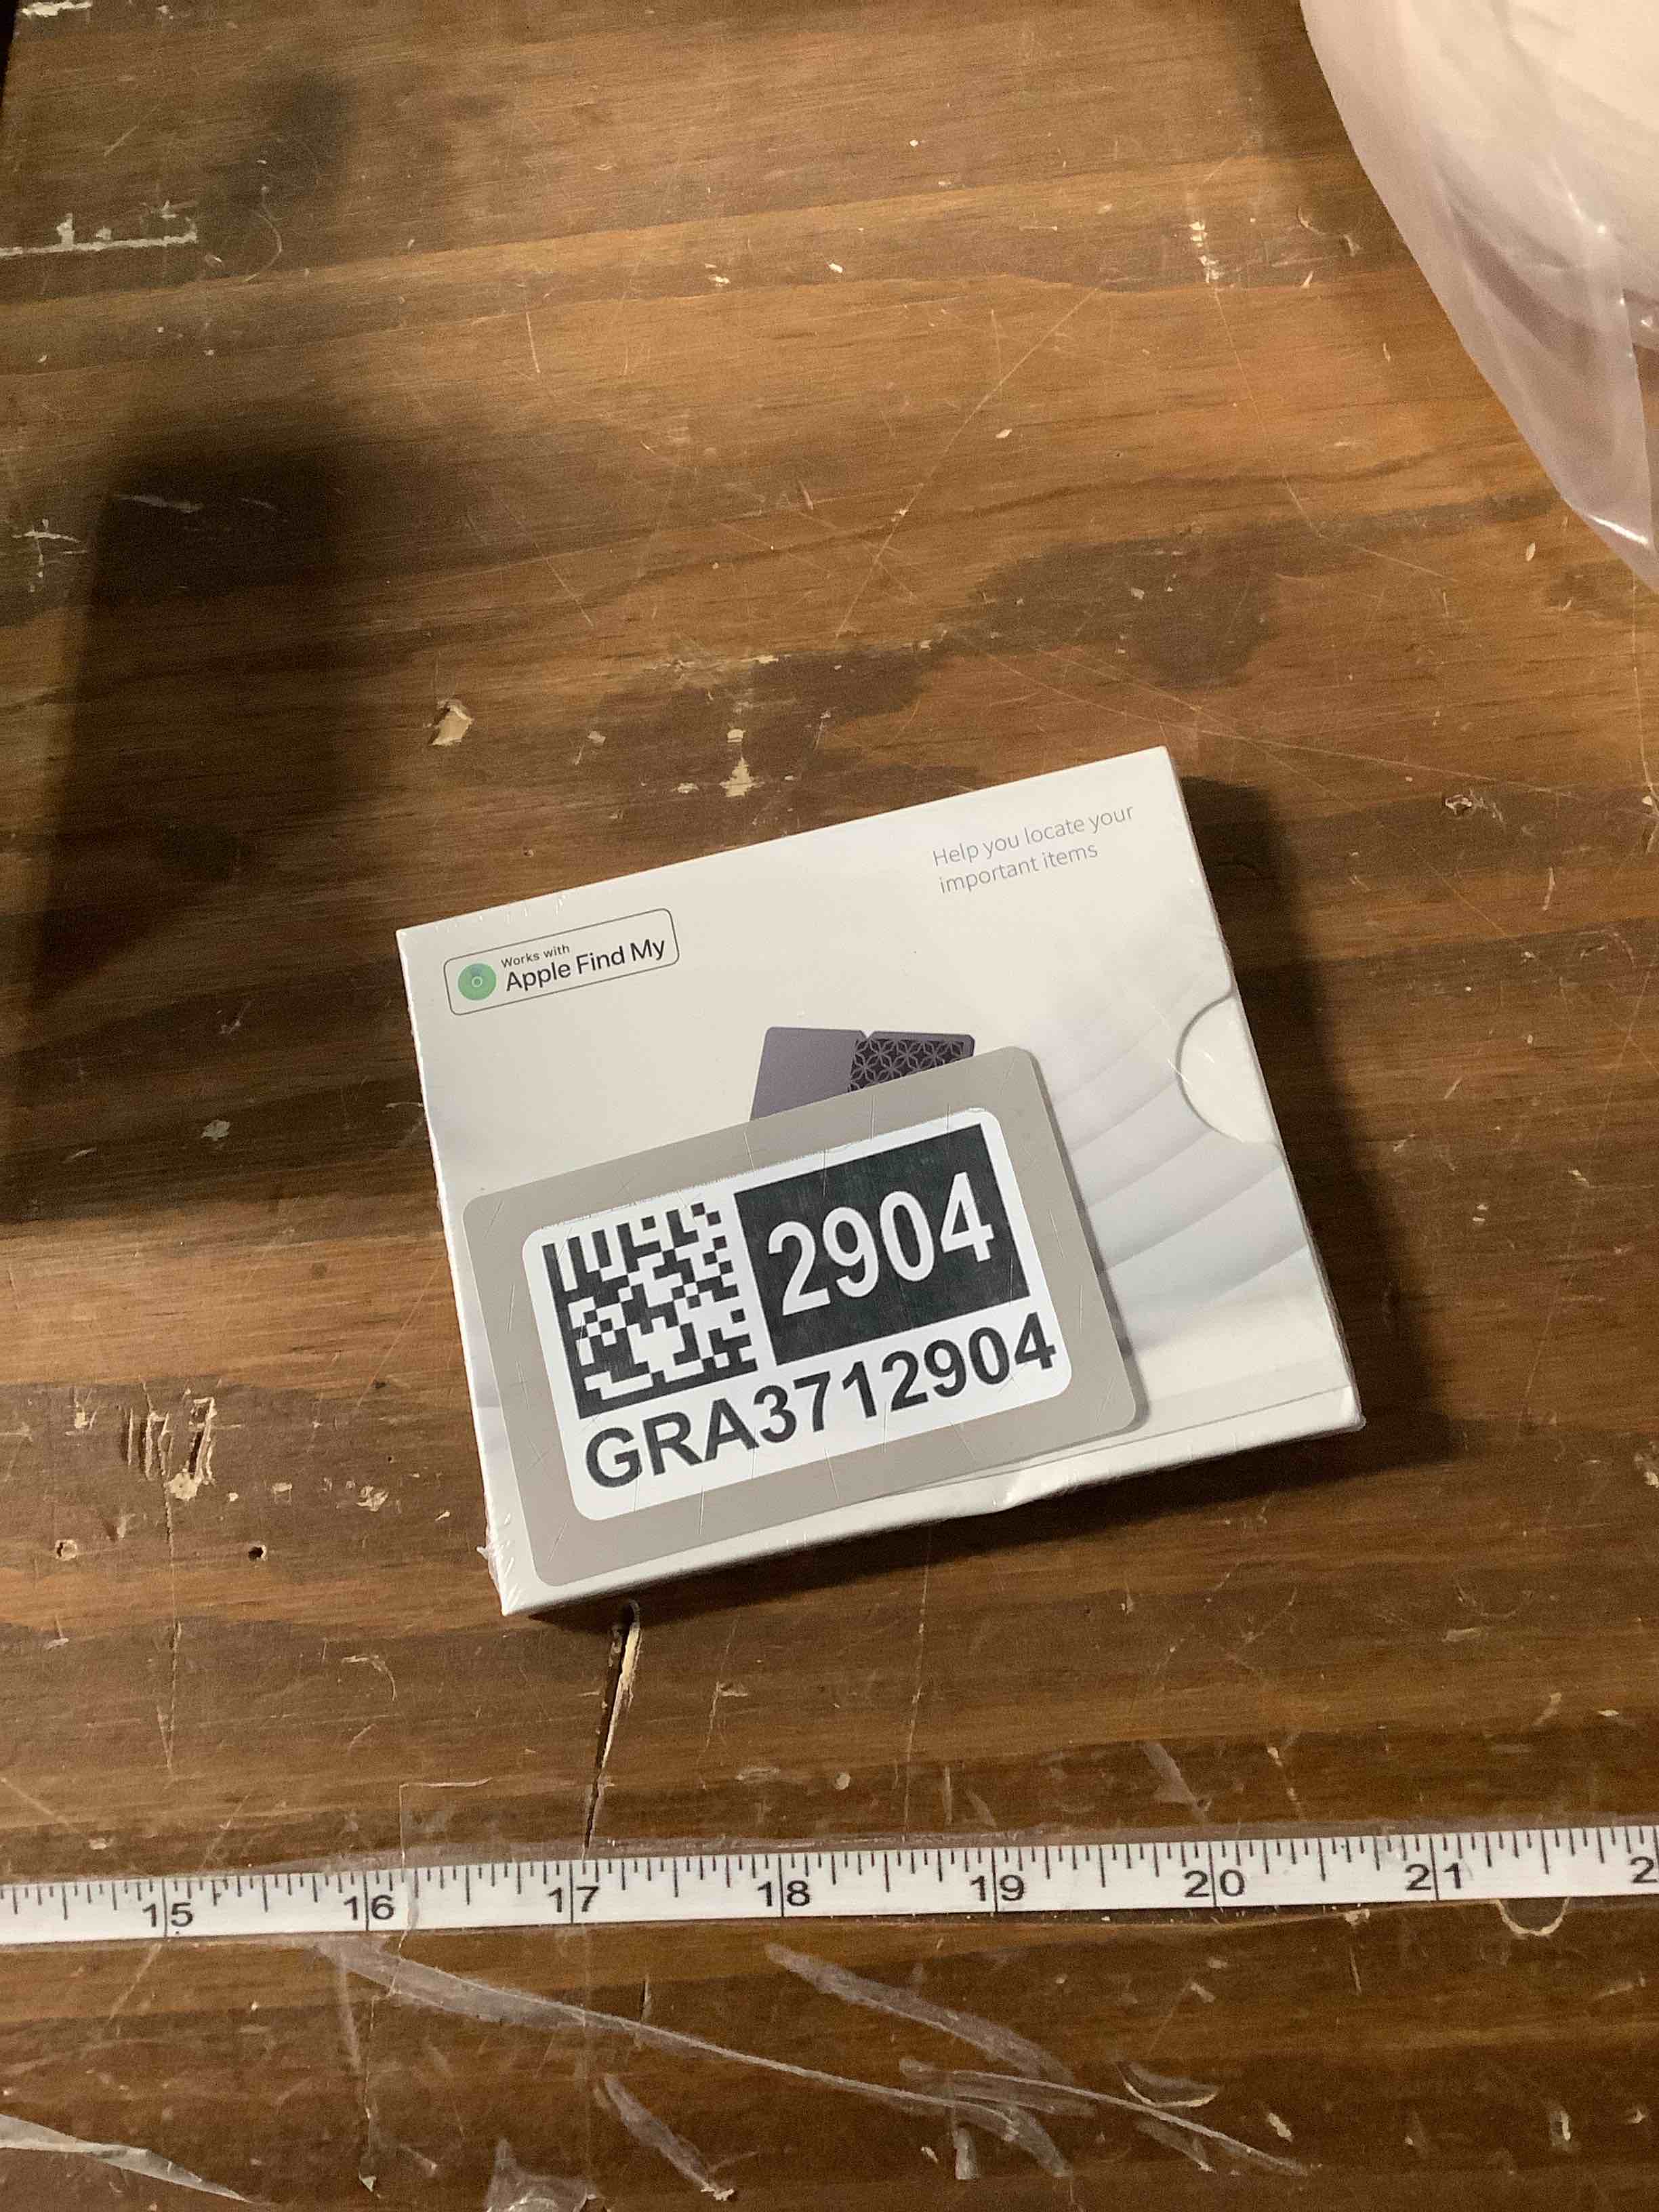 Help you locate your
important items
Works with
Apple Find My
2904
GRA3712904
15 16 17 18 19 20 21 2